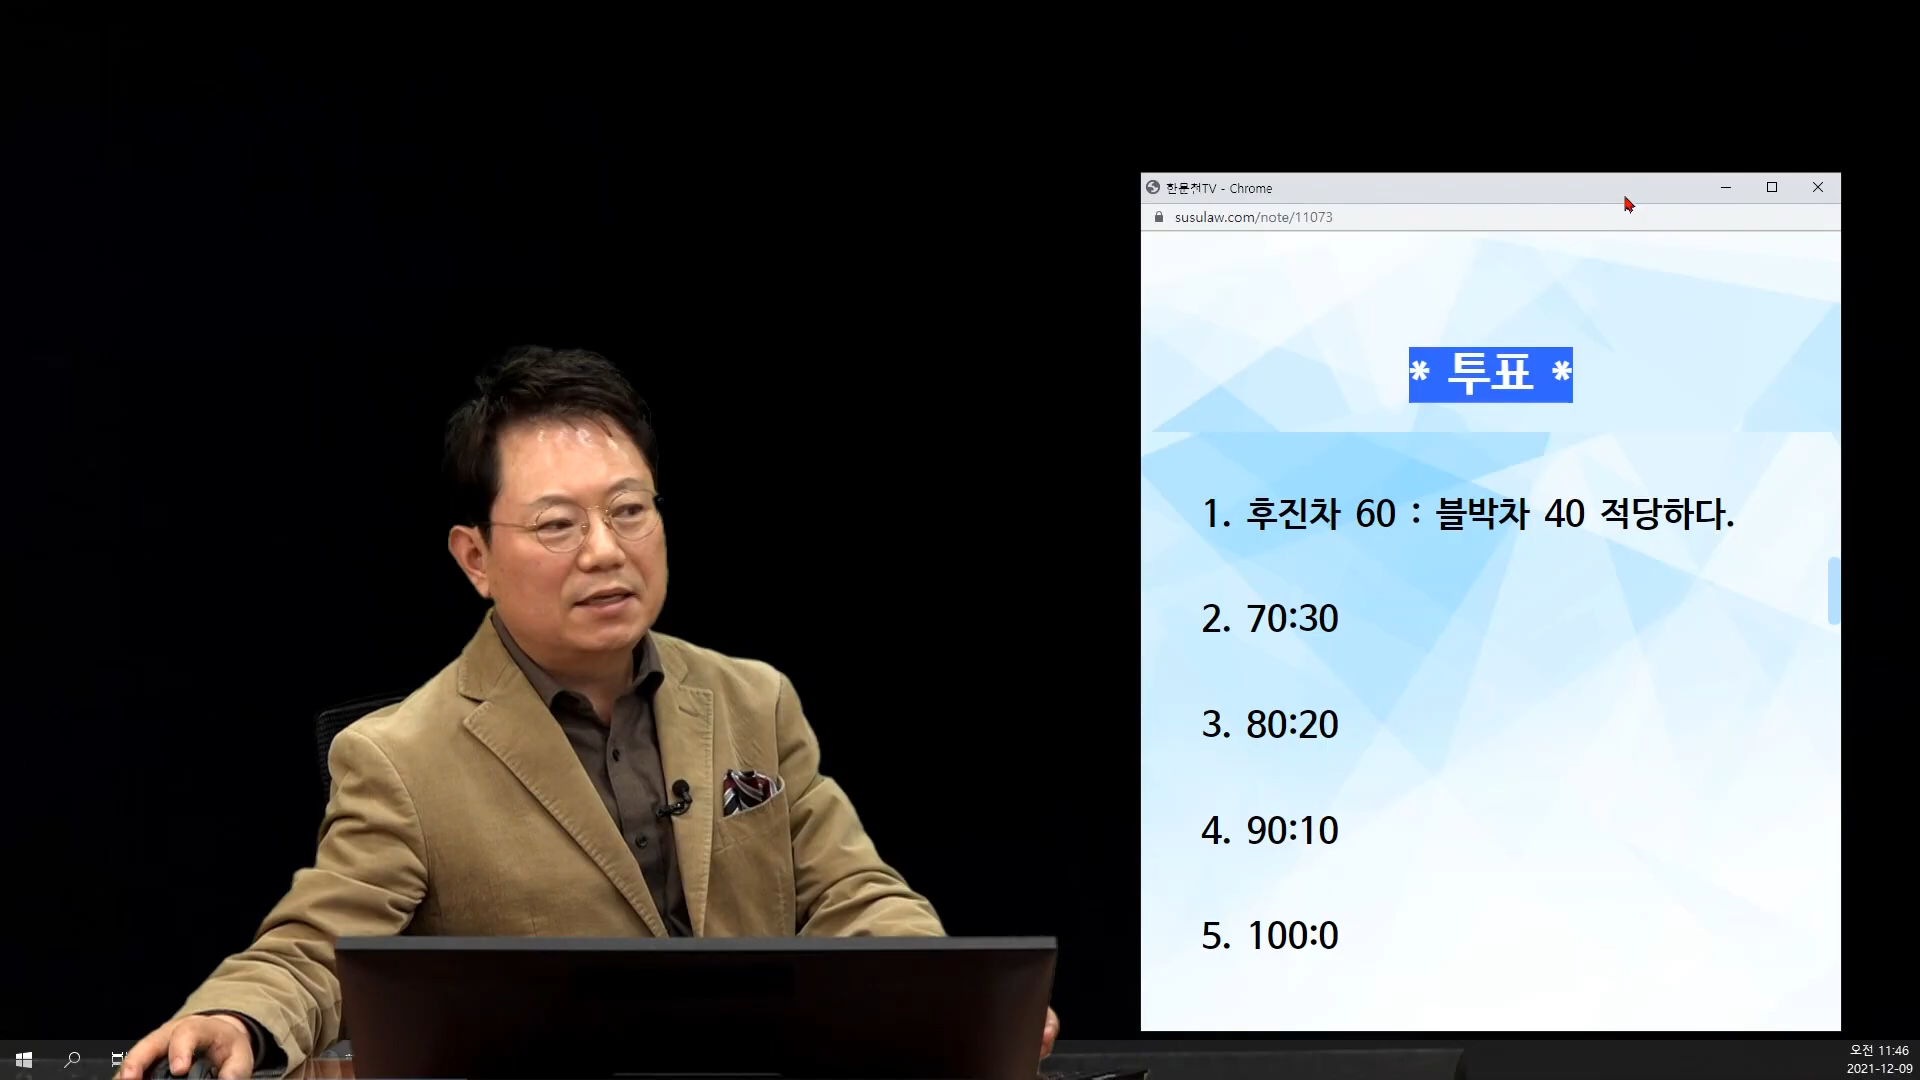 한문철TV - Chrome
susulaw.com/note/11073
* 투표 *
1. 후진차 60 : 블박차 40 적당하다.
2. 70:30
3. 80:20
4. 90:10
5. 100:0
오전 11:46
2021-12-09